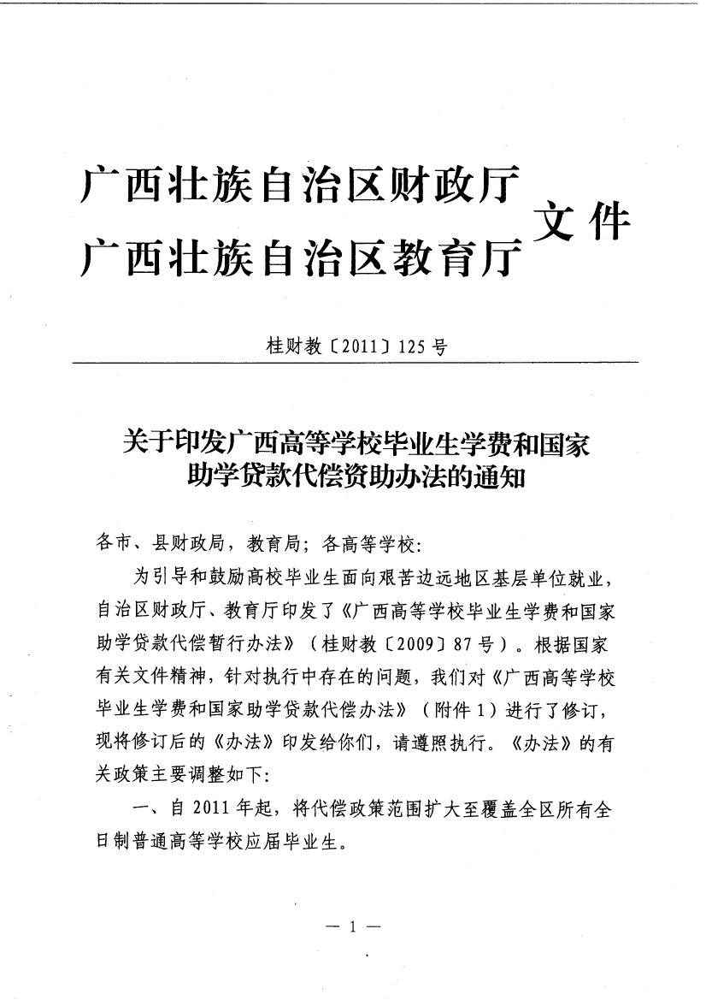 广西壮族自治区财政厅
广西壮族自治区教育厅
文件
桂财教〔2011〕125号
关于印发广西高等学校毕业生学费和国家
助学贷款代偿资助办法的通知
各市、县财政局，教育局；各高等学校：
为引导和鼓励高校毕业生面向艰苦边远地区基层单位就业，
自治区财政厅、教育厅印发了《广西高等学校毕业生学费和国家
助学贷款代偿暂行办法》（桂财教〔2009〕87号）。根据国家
有关文件精神，针对执行中存在的问题，我们对《广西高等学校
毕业生学费和国家助学贷款代偿办法》（附件1）进行了修订，
现将修订后的《办法》印发给你们，请遵照执行。《办法》的有
关政策主要调整如下：
一、自2011年起，将代偿政策范围扩大至覆盖全区所有全
日制普通高等学校应届毕业生。
— 1 —